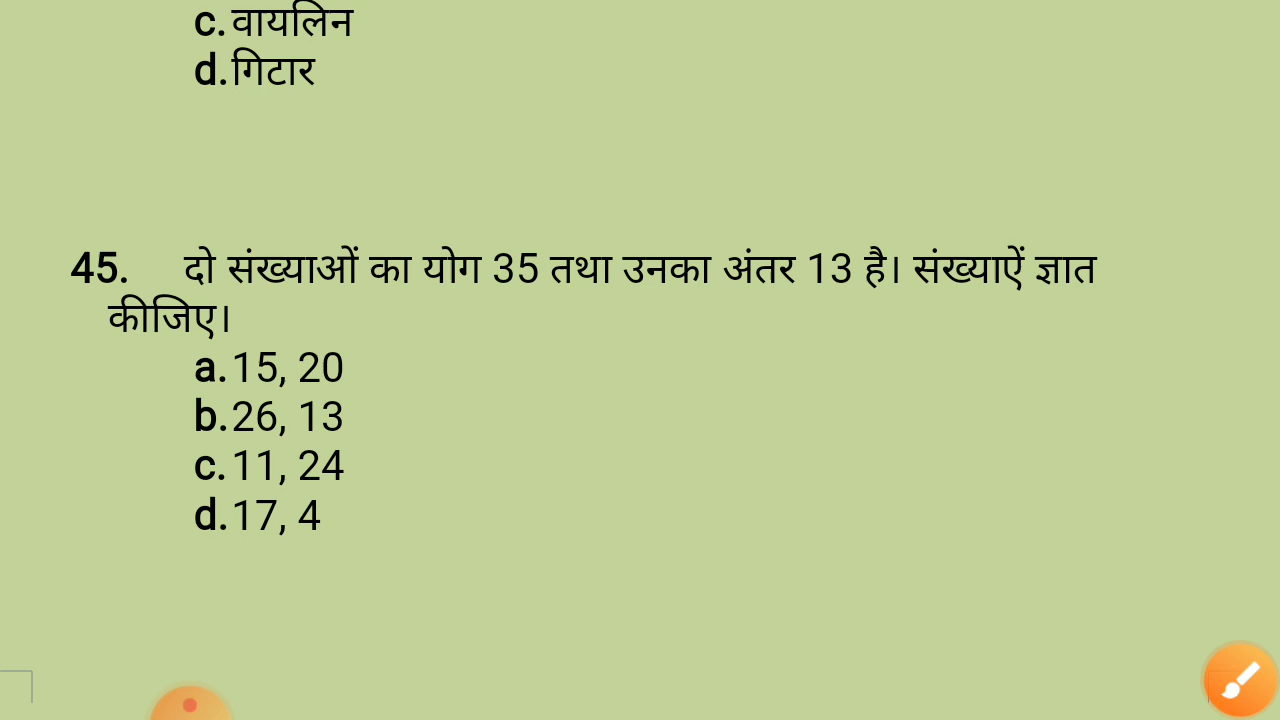 c. वायलिन
d. गिटार
45. दो संख्याओं का योग 35 तथा उनका अंतर 13 है। संख्याऐं ज्ञात
कीजिए।
a. 15, 20
b. 26, 13
c. 11, 24
d. 17, 4